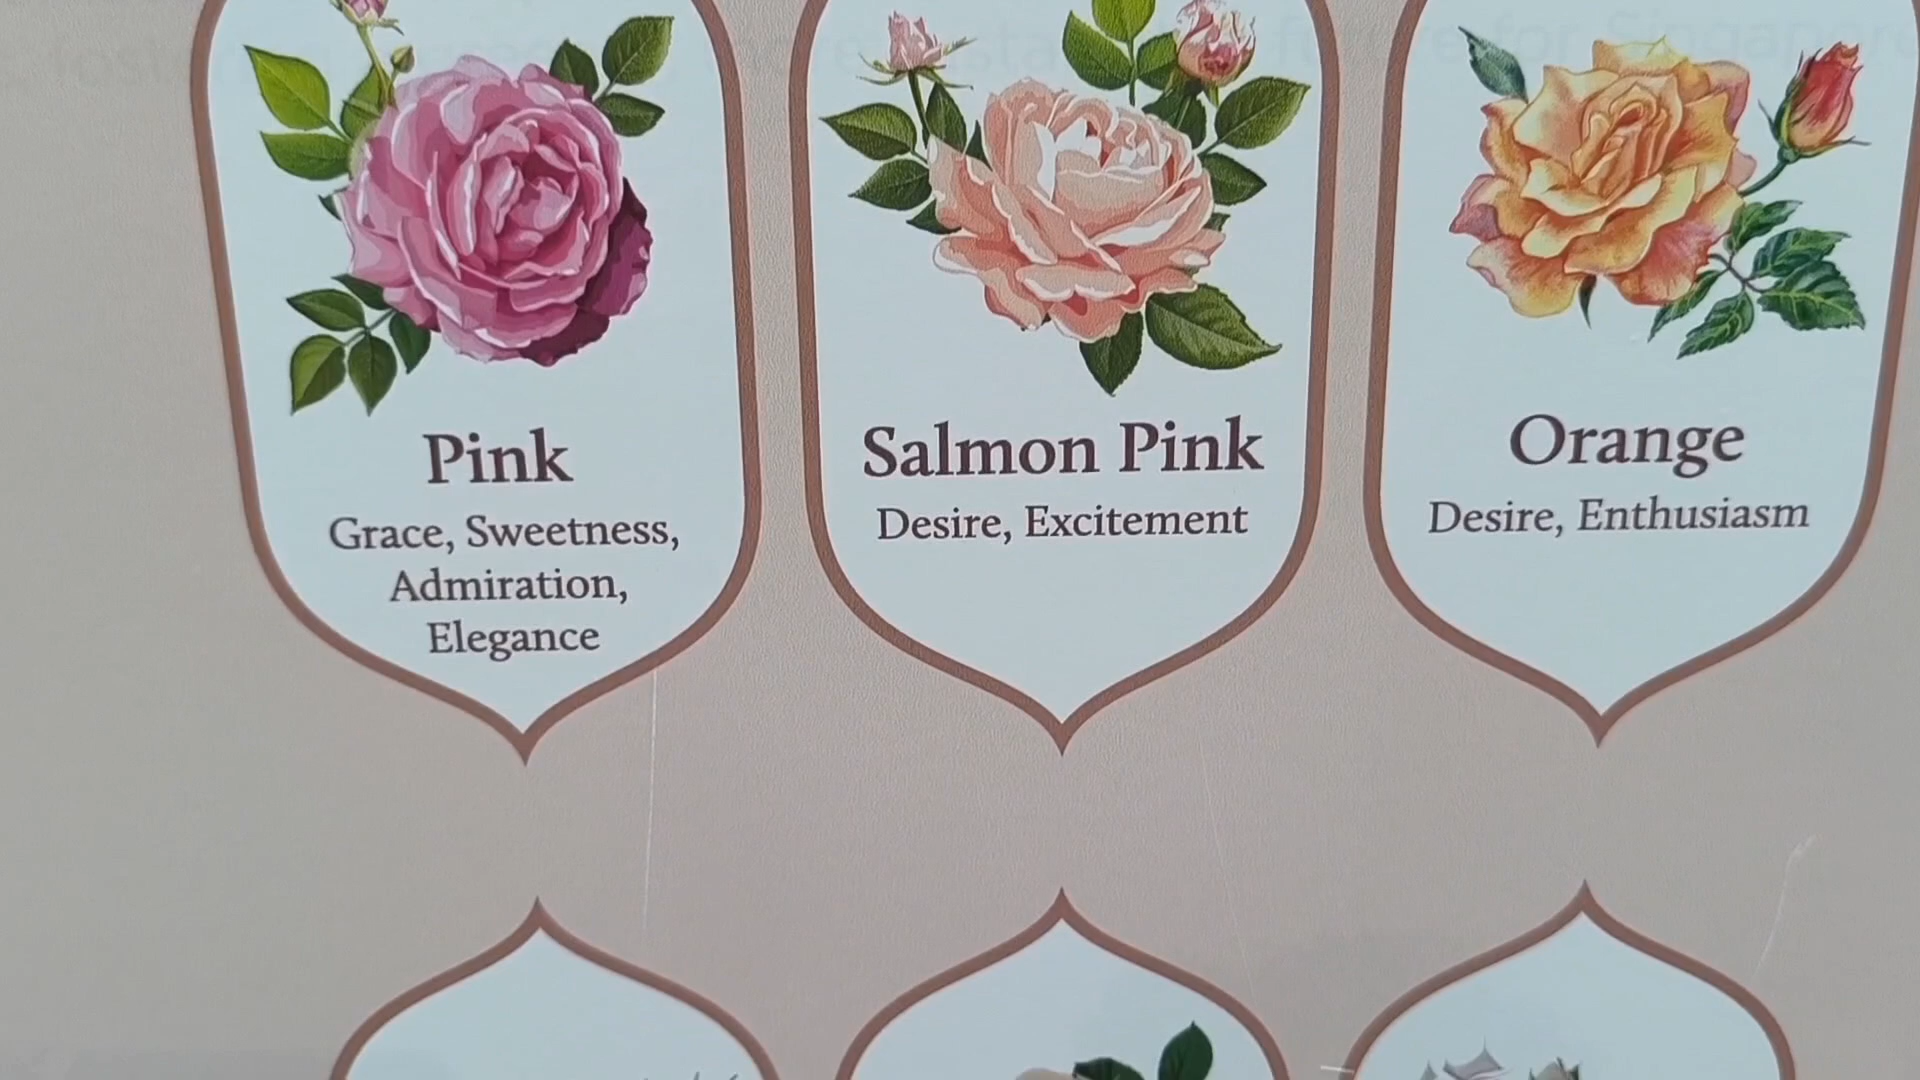 Pink
Grace, Sweetness,
Admiration,
Elegance
Salmon Pink
Desire, Excitement
Orange
Desire, Enthusiasm